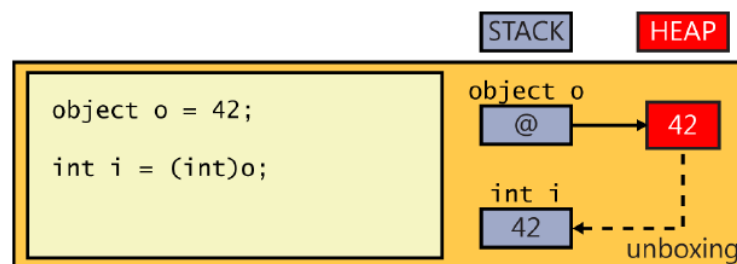 STACK HEAP
object o = 42;
int i = (int)o;
object o
@ 42
int i
42
unboxing